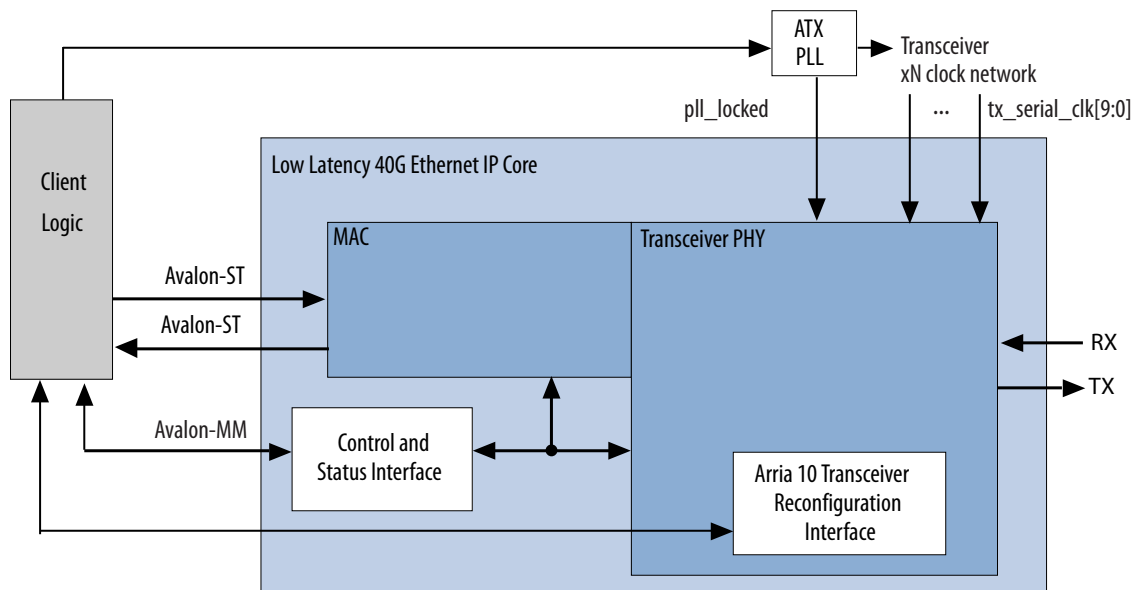 ATX
PLL
Transceiver
xN clock network
pll_locked
...
tx_serial_clk[9:0]
Low Latency 40G Ethernet IP Core
Client
Logic
MAC
Transceiver PHY
Avalon-ST
Avalon-ST
RX
TX
Avalon-MM
Control and
Status Interface
Arria 10 Transceiver
Reconfiguration
Interface